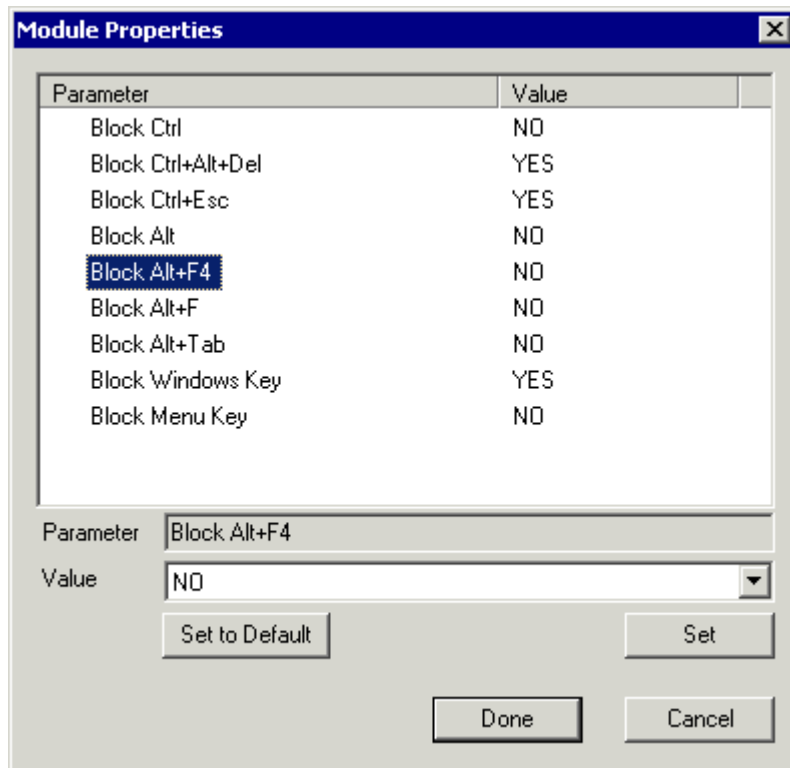 Module Properties
Parameter Value
Block Ctrl NO
Block Ctrl+Alt+Del YES
Block Ctrl+Esc YES
Block Alt NO
Block Alt+F4 NO
Block Alt+F NO
Block Alt+Tab NO
Block Windows Key YES
Block Menu Key NO
Parameter Block Alt+F4
Value NO
Set to Default Set
Done Cancel